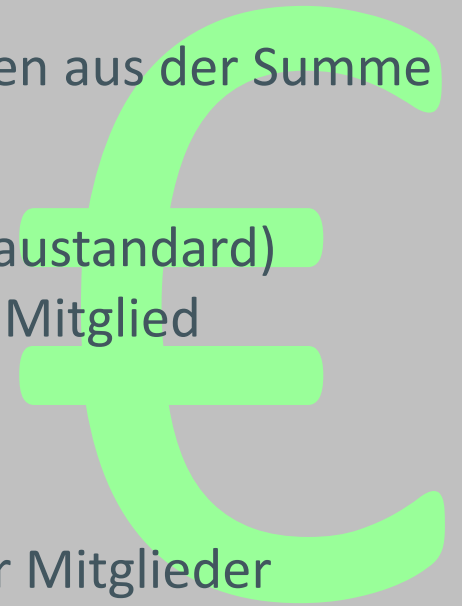 en aus der Summe
austandard)
Mitglied
r Mitglieder
€